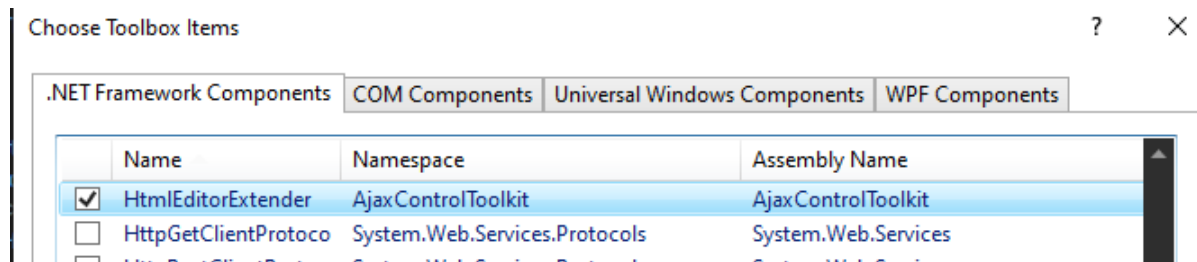 Choose Toolbox Items ? ×
.NET Framework Components COM Components Universal Windows Components WPF Components
Name Namespace Assembly Name
HtmlEditorExtender AjaxControlToolkit AjaxControlToolkit
HttpGetClientProtoco System.Web.Services.Protocols System.Web.Services